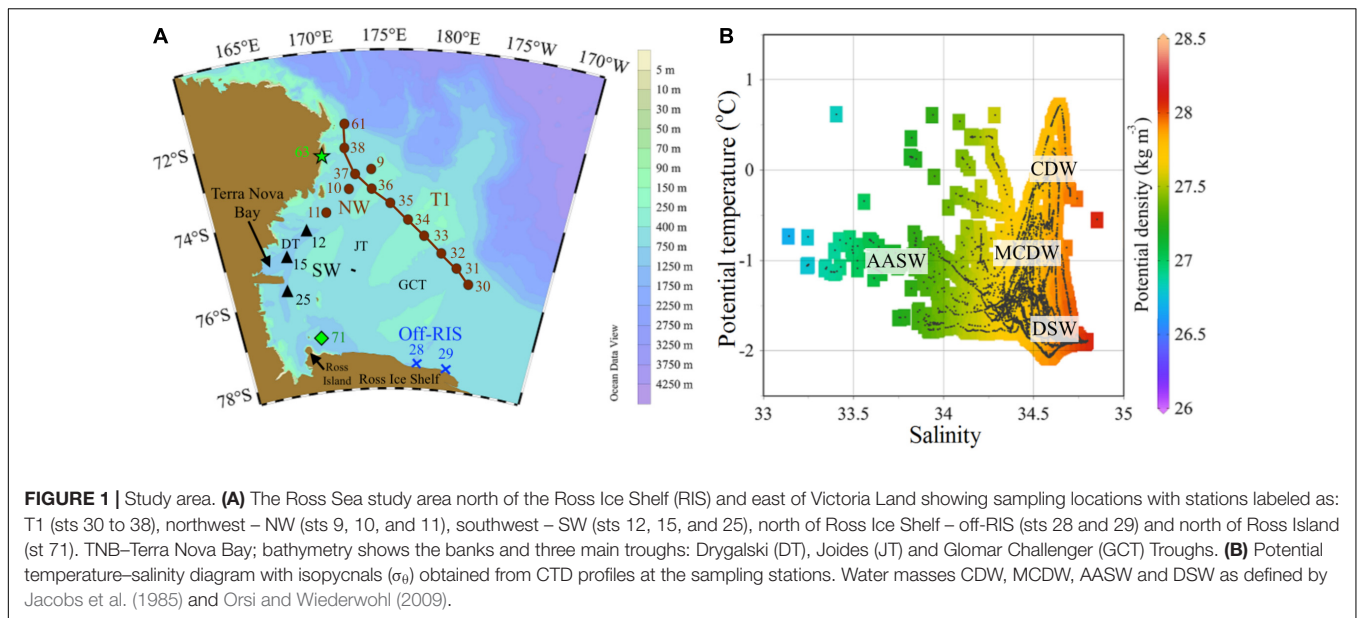 A
165°E
170°E
175°E
180°E
175°W
170°W
72°S
74°S
76°S
78°S
61
38
63
9
37
10
36
NW
35
T1
11
34
Terra Nova
Bay
12
33
DT
JT
32
15
SW
31
25
GCT
30
71
Off-RIS
28
29
Ross
Island
Ross Ice Shelf
5 m
10 m
30 m
50 m
70 m
90 m
150 m
400 m
750 m
1250 m
1750 m
2250 m
2750 m
3250 m
3750 m
4250 m
Ocean Data View
B
Potential temperature (°C)
1
0
-1
-2
CDW
MCDW
AASW
DSW
33
33.5
34
34.5
35
Salinity
28.5
28
27.5
27
26.5
26
Potential density (kg m-3)
FIGURE 1 | Study area. (A) The Ross Sea study area north of the Ross Ice Shelf (RIS) and east of Victoria Land showing sampling locations with stations labeled as:
T1 (sts 30 to 38), northwest – NW (sts 9, 10, and 11), southwest – SW (sts 12, 15, and 25), north of Ross Ice Shelf – off-RIS (sts 28 and 29) and north of Ross Island
(st 71). TNB–Terra Nova Bay; bathymetry shows the banks and three main troughs: Drygalski (DT), Joides (JT) and Glomar Challenger (GCT) Troughs. (B) Potential
temperature–salinity diagram with isopycnals (σθ) obtained from CTD profiles at the sampling stations. Water masses CDW, MCDW, AASW and DSW as defined by
Jacobs et al. (1985) and Orsi and Wiederwohl (2009).